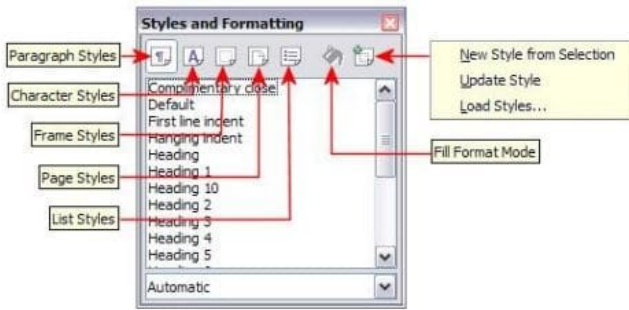 Styles and Formatting
Paragraph Styles
Character Styles
Frame Styles
Page Styles
List Styles
New Style from Selection
Update Style
Load Styles...
Fill Format Mode
Complimentary close
Default
First line indent
Hanging indent
Heading
Heading 1
Heading 10
Heading 2
Heading 3
Heading 4
Heading 5
Automatic